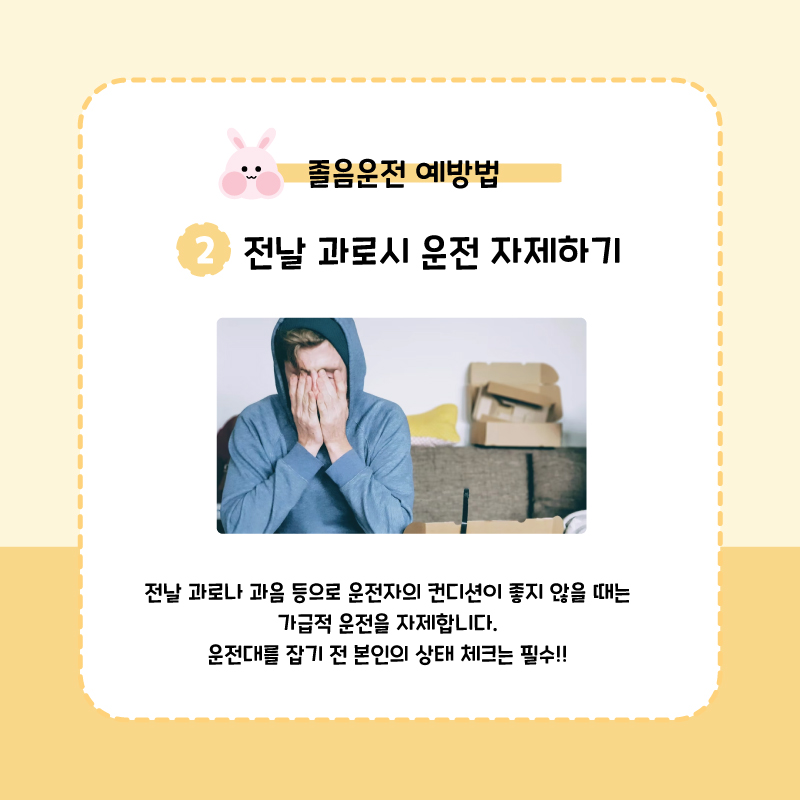 졸음운전 예방법
2 전날 과로시 운전 자제하기
전날 과로나 과음 등으로 운전자의 컨디션이 좋지 않을 때는
가급적 운전을 자제합니다.
운전대를 잡기 전 본인의 상태 체크는 필수!!